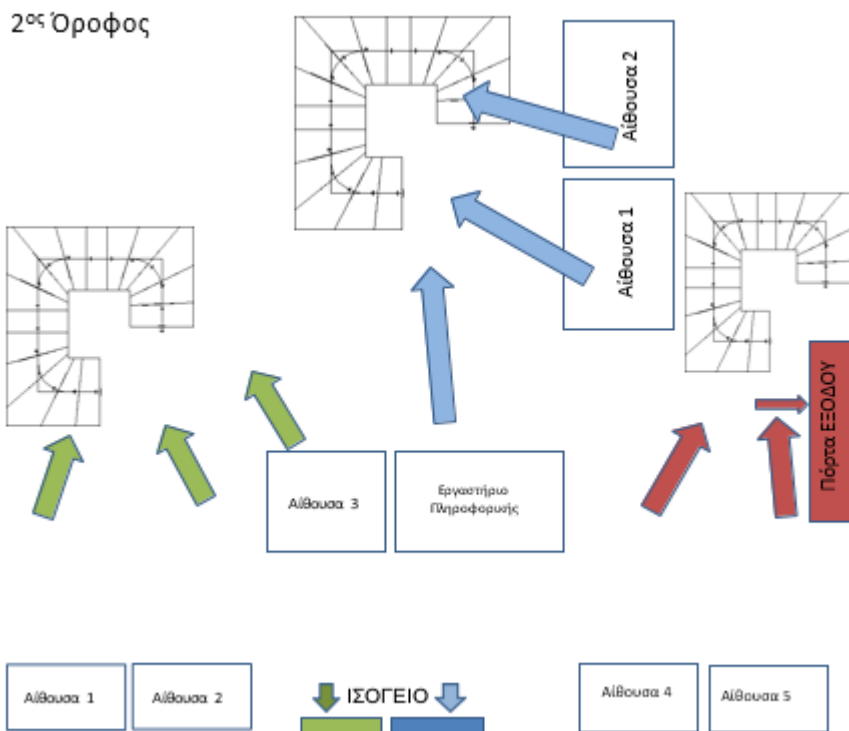 2ος Όροφος
Αίθουσα 2
Αίθουσα 1
Πόρτα ΕΞΟΔΟΥ
Αίθουσα 3
Εργαστήριο
Πληροφορικής
Αίθουσα 1
Αίθουσα 2
ΙΣΟΓΕΙΟ
Αίθουσα 4
Αίθουσα 5